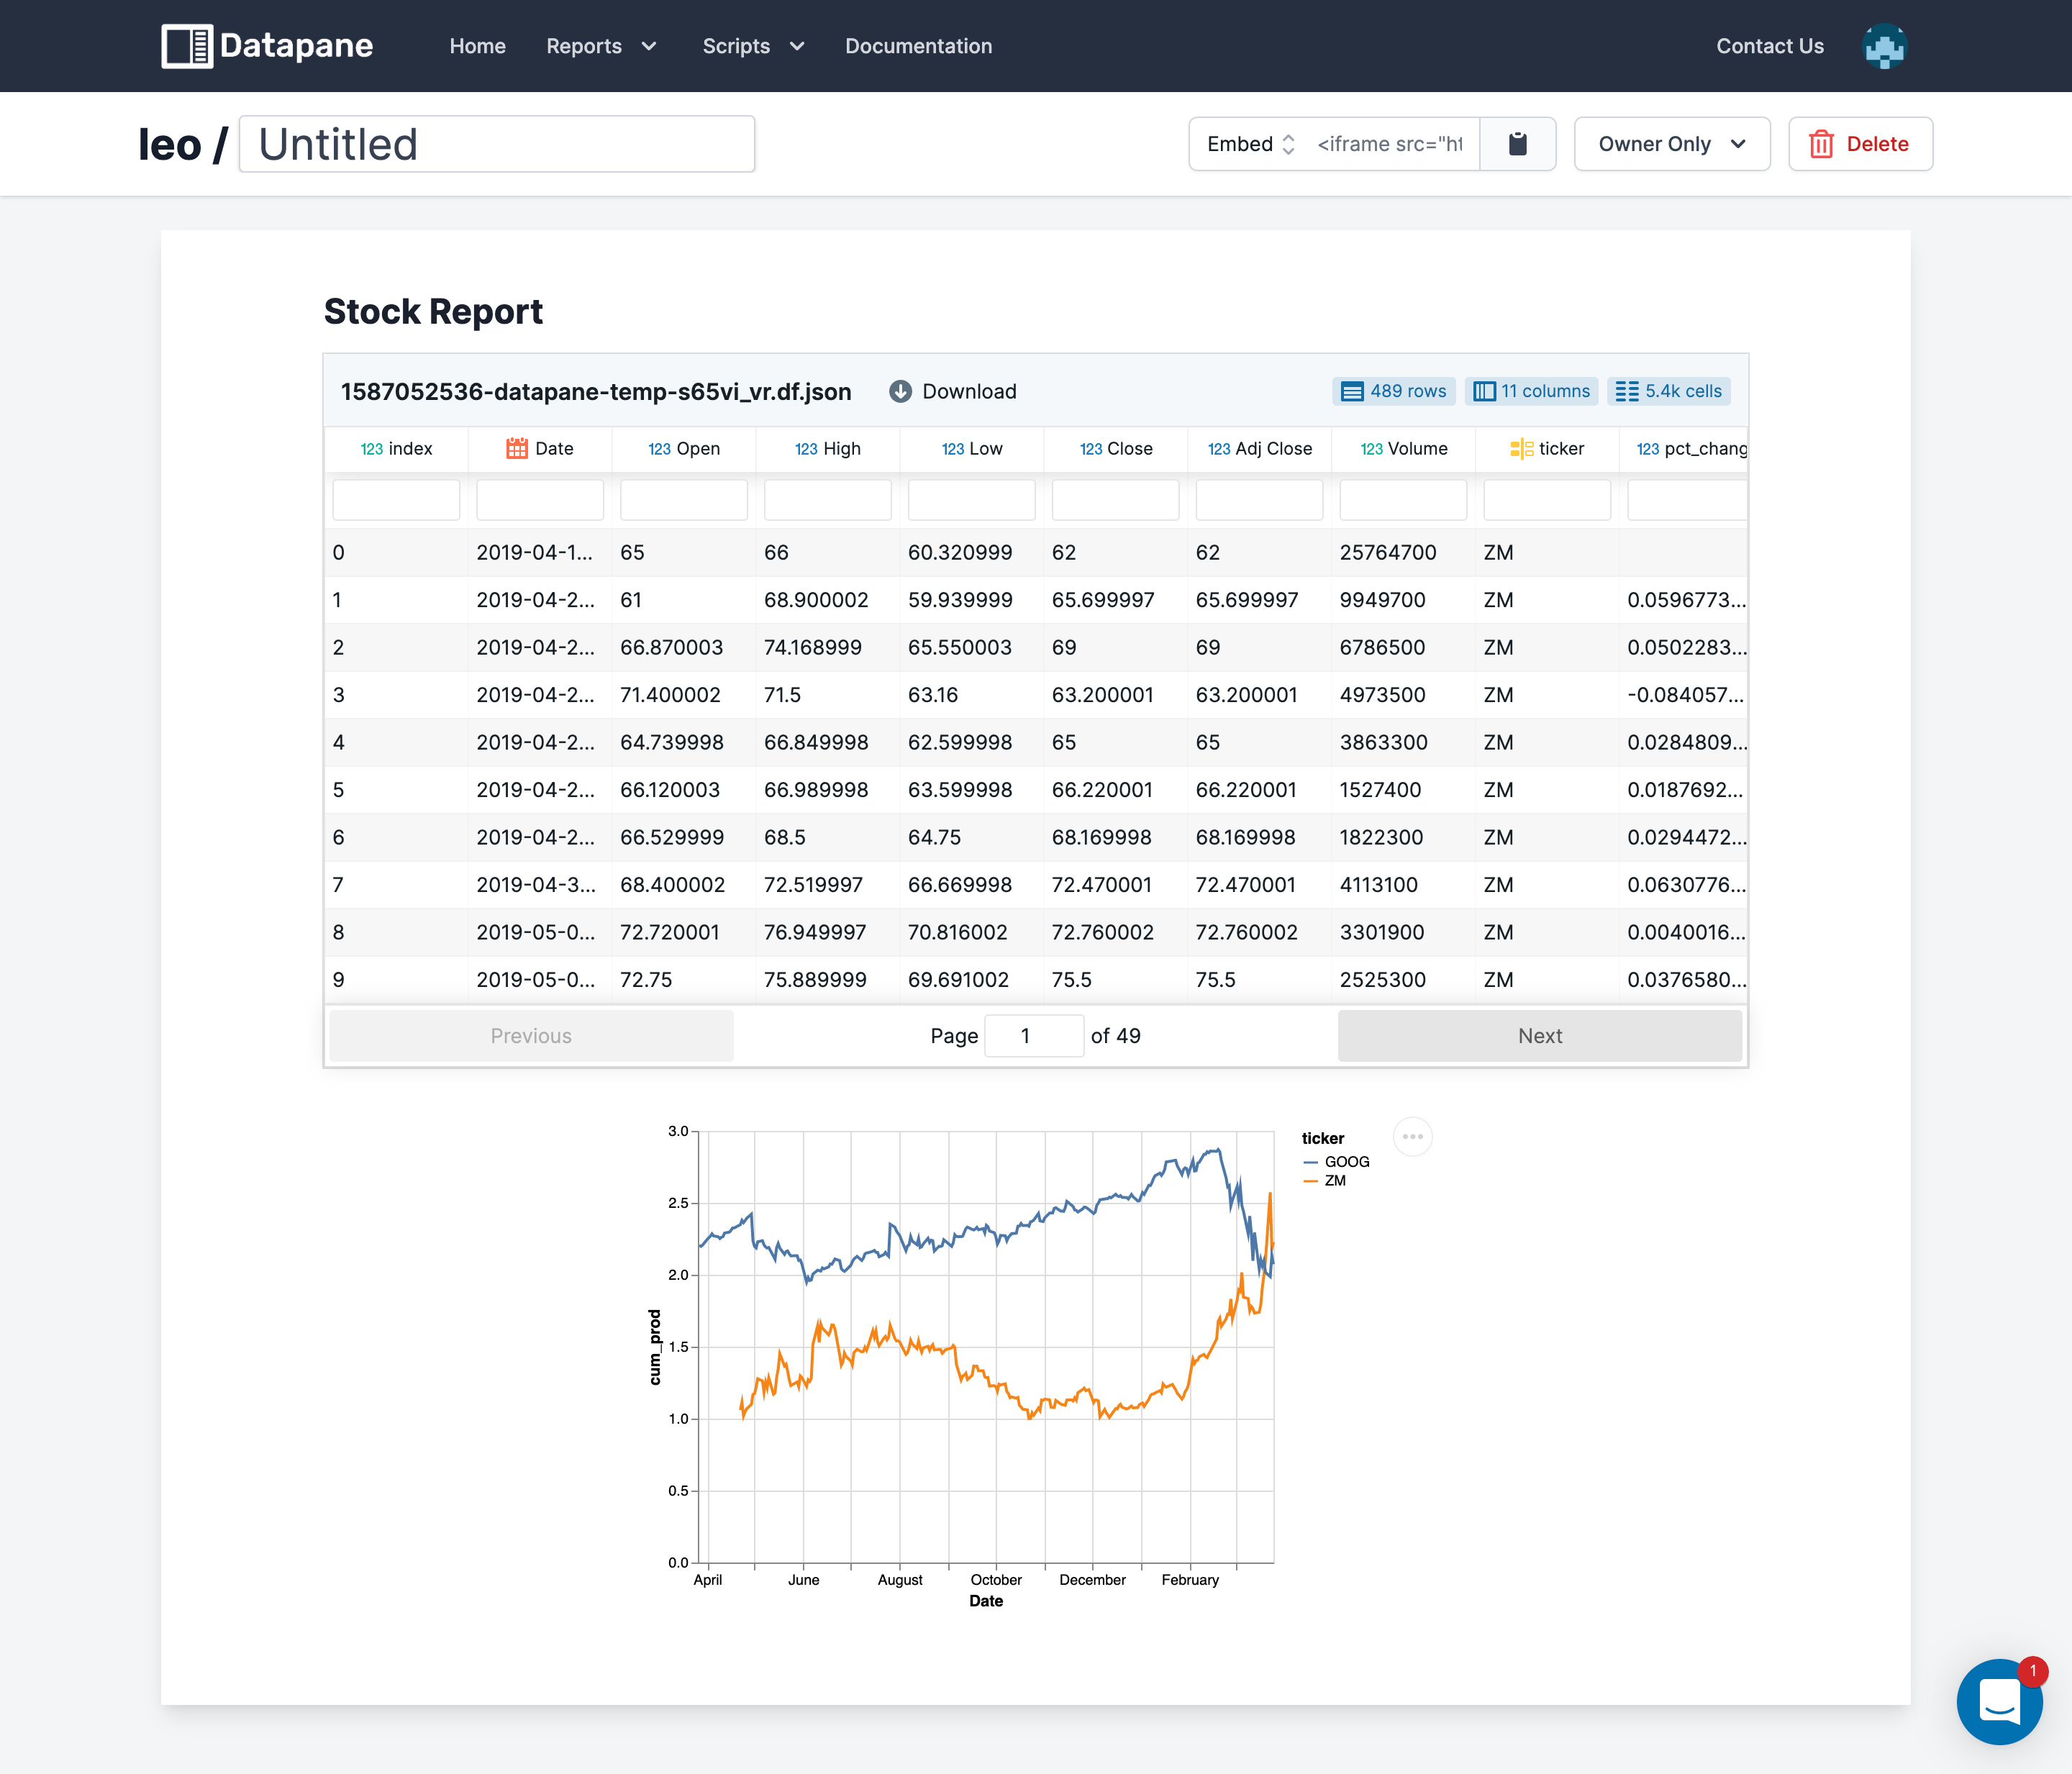 Datapane Home Reports Scripts Documentation Contact Us
leo / Untitled Embed <iframe src="ht Owner Only Delete
Stock Report
1587052536-datapane-temp-s65vi_vr.df.json Download 489 rows 11 columns 5.4k cells
123 index Date 123 Open 123 High 123 Low 123 Close 123 Adj Close 123 Volume ticker 123 pct_chang
0 2019-04-1... 65 66 60.320999 62 62 25764700 ZM
1 2019-04-2... 61 68.900002 59.939999 65.699997 65.699997 9949700 ZM 0.0596773...
2 2019-04-2... 66.870003 74.168999 65.550003 69 69 6786500 ZM 0.0502283...
3 2019-04-2... 71.400002 71.5 63.16 63.200001 63.200001 4973500 ZM -0.084057...
4 2019-04-2... 64.739998 66.849998 62.599998 65 65 3863300 ZM 0.0284809...
5 2019-04-2... 66.120003 66.989998 63.599998 66.220001 66.220001 1527400 ZM 0.0187692...
6 2019-04-2... 66.529999 68.5 64.75 68.169998 68.169998 1822300 ZM 0.0294472...
7 2019-04-3... 68.400002 72.519997 66.669998 72.470001 72.470001 4113100 ZM 0.0630776...
8 2019-05-0... 72.720001 76.949997 70.816002 72.760002 72.760002 3301900 ZM 0.0040016...
9 2019-05-0... 72.75 75.889999 69.691002 75.5 75.5 2525300 ZM 0.0376580...
Previous Page 1 of 49 Next
3.0
2.5
2.0
1.5
1.0
0.5
0.0
cum_prod
April June August October December February
Date
ticker
GOOG
ZM
1